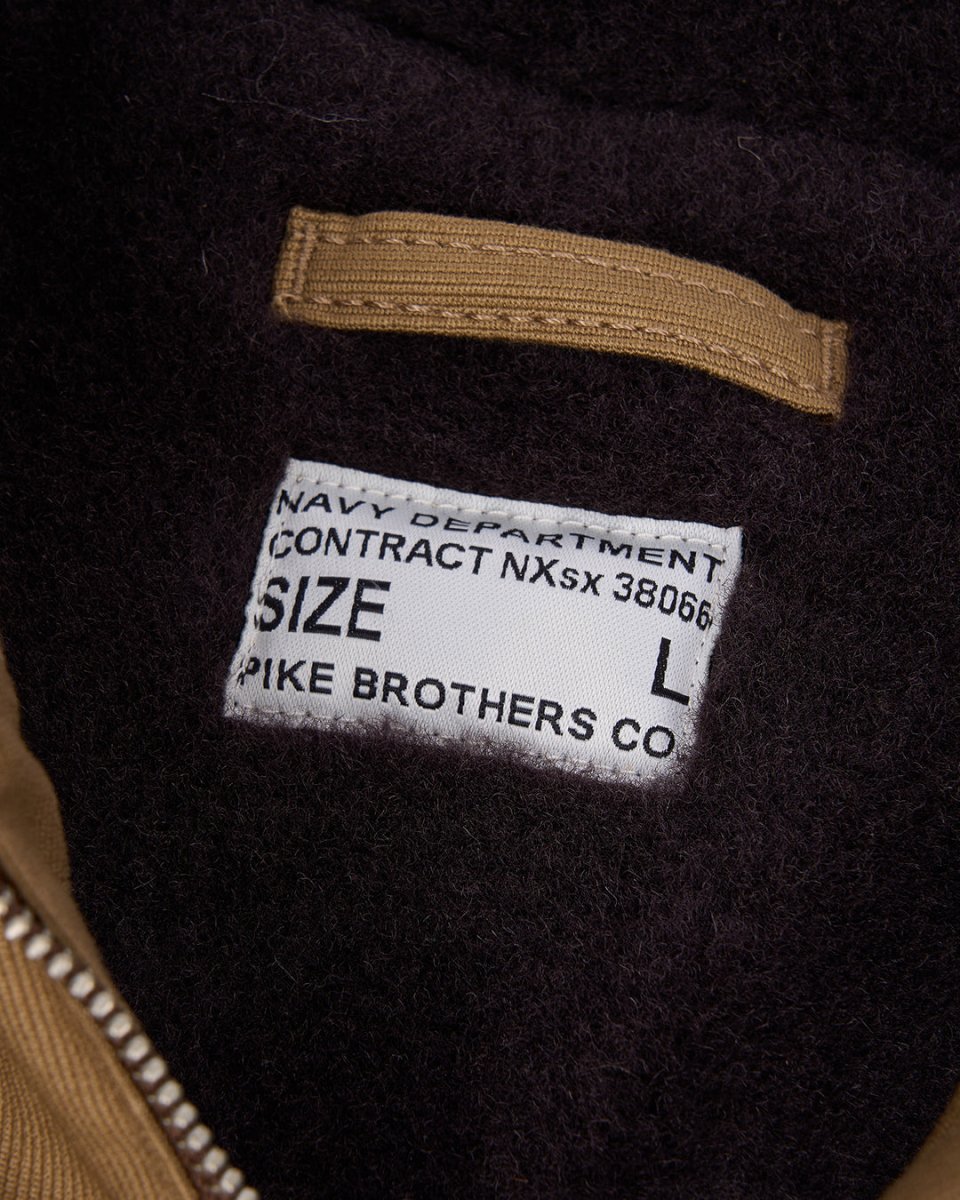 NAVY DEPARTMENT
CONTRACT NXsx 38066
SIZE L
PIKE BROTHERS CO